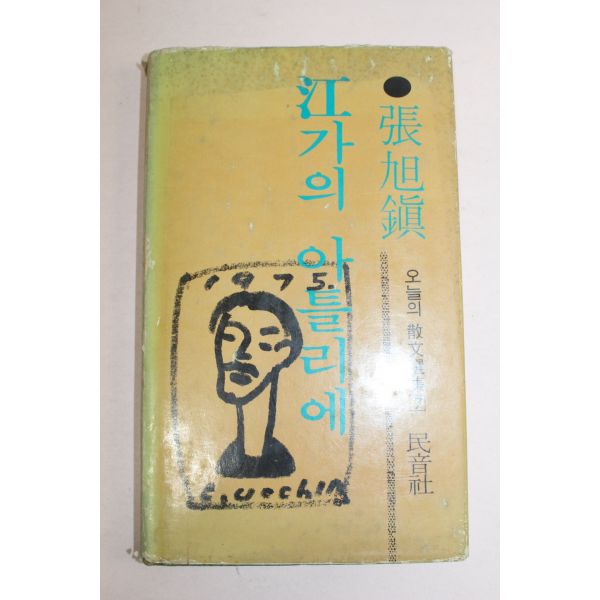 張旭鎭
江가의 아틀리에
오늘의 散文選集
民音社
1975.